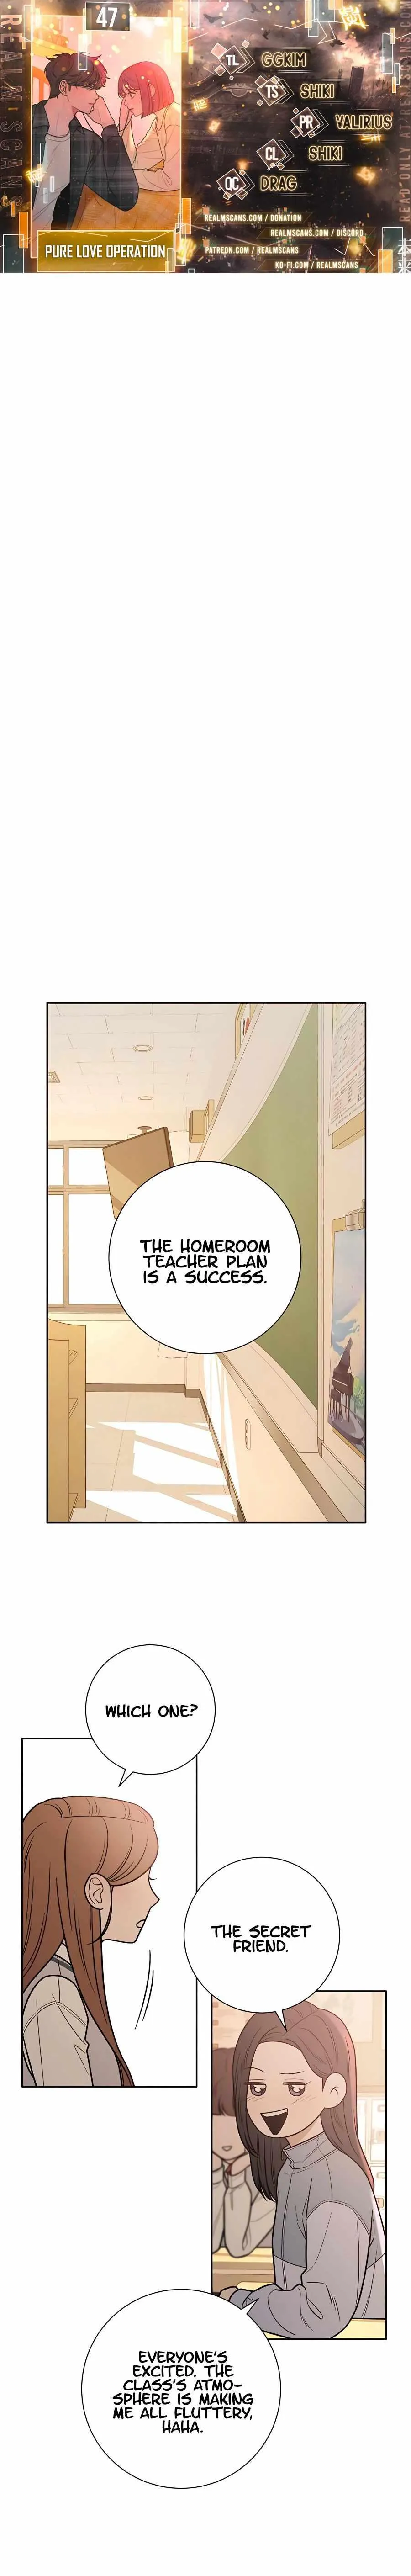 47
REALM SCANS
PURE LOVE OPERATION
TL GGKIM
TS SHIKI
PR VALIRIUS
CL SHIKI
QC DRAG
REALMSCANS.COM / DONATION
REALMSCANS.COM / DISCORD
PATREON.COM / REALMSCANS
KO-FI.COM / REALMSCANS
THE HOMEROOM
TEACHER PLAN
IS A SUCCESS.
WHICH ONE?
THE SECRET
FRIEND.
EVERYONE'S
EXCITED. THE
CLASS'S ATMO-
SPHERE IS MAKING
ME ALL FLUTTERY,
HAHA.